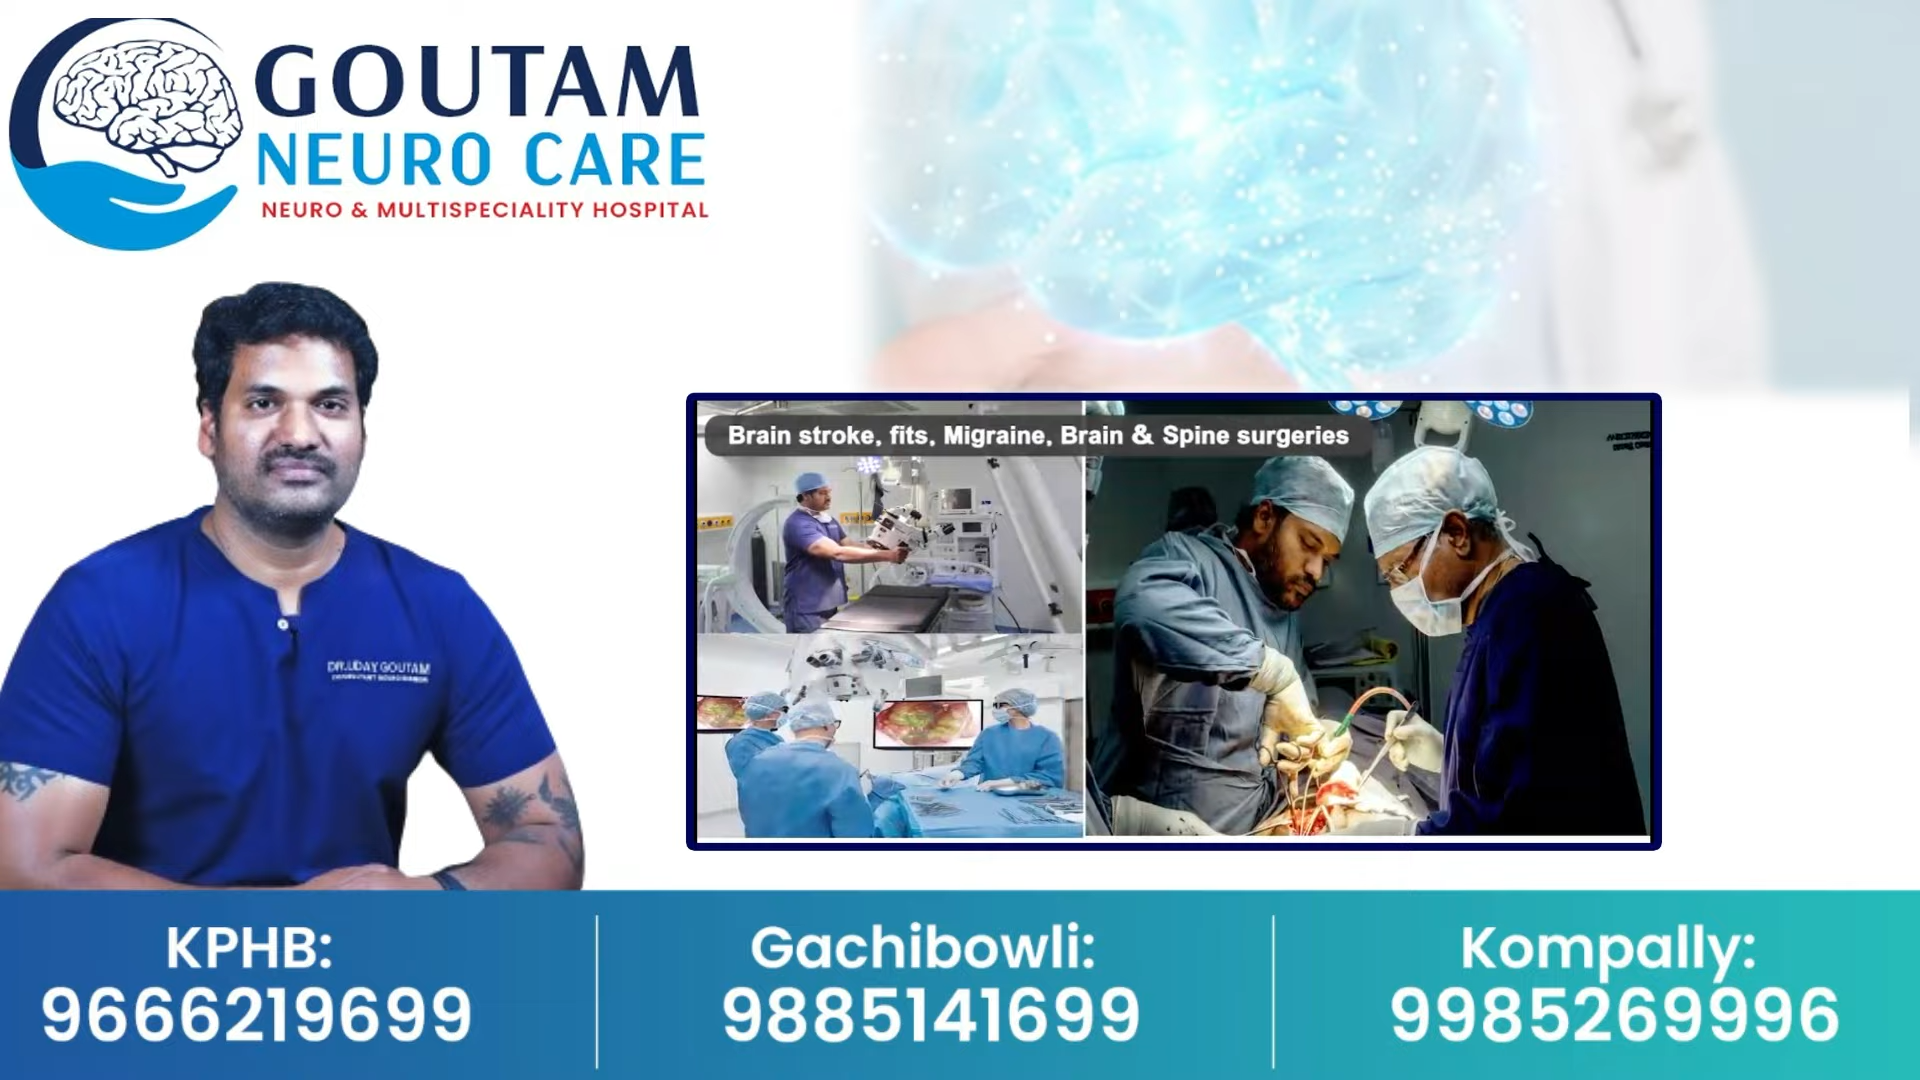 GOUTAM
NEURO CARE
NEURO & MULTISPECIALITY HOSPITAL
Brain stroke, fits, Migraine, Brain & Spine surgeries
DR.UDAY GOUTAM
KPHB:
9666219699
Gachibowli:
9885141699
Kompally:
9985269996